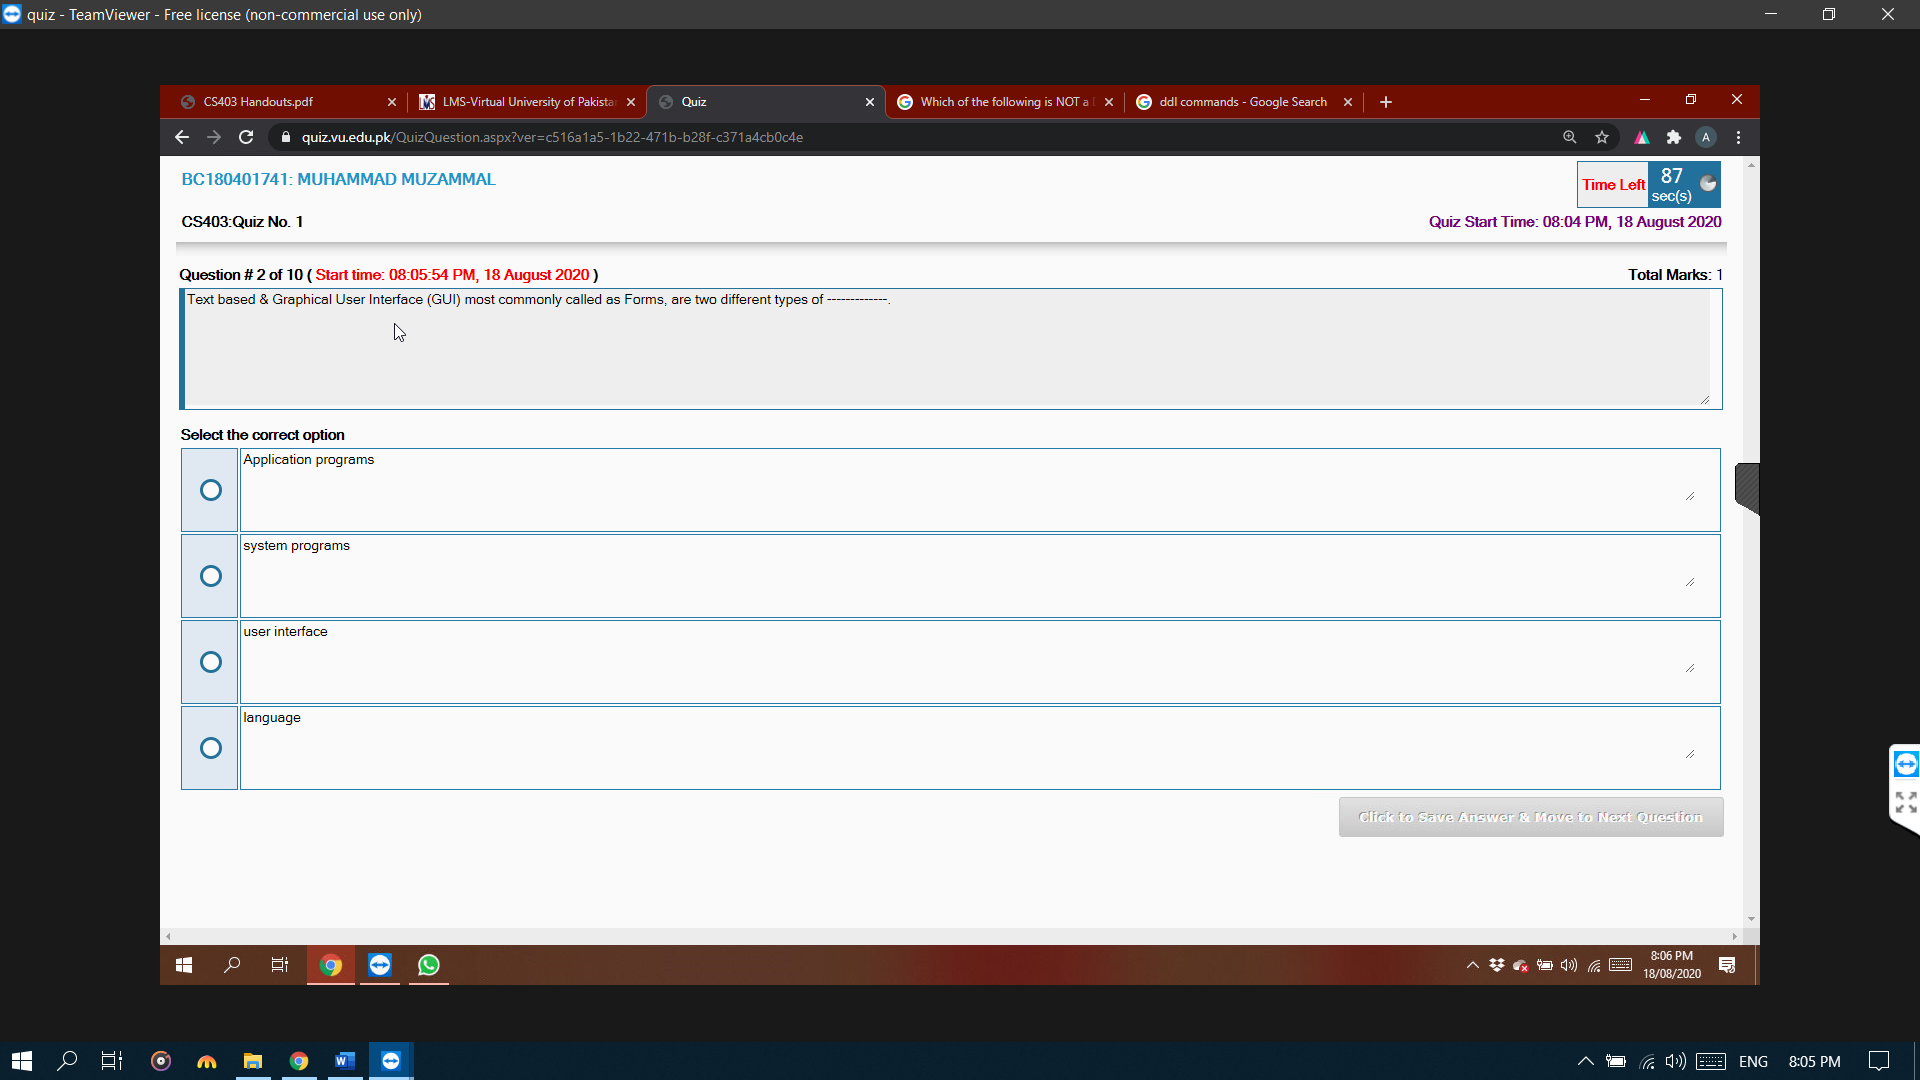 quiz - TeamViewer - Free license (non-commercial use only)
CS403 Handouts.pdf
LMS-Virtual University of Pakista
Quiz
Which of the following is NOT a
ddl commands - Google Search
quiz.vu.edu.pk/QuizQuestion.aspx?ver=c516a1a5-1b22-471b-b28f-c371a4cb0c4e
A
BC180401741: MUHAMMAD MUZAMMAL
Time Left 87
sec(s)
CS403:Quiz No. 1
Quiz Start Time: 08:04 PM, 18 August 2020
Question # 2 of 10 ( Start time: 08:05:54 PM, 18 August 2020 )
Total Marks: 1
Text based & Graphical User Interface (GUI) most commonly called as Forms, are two different types of -------------.
Select the correct option
Application programs
system programs
user interface
language
Click to Save Answer & Move to Next Question
8:06 PM
18/08/2020
ENG
8:05 PM